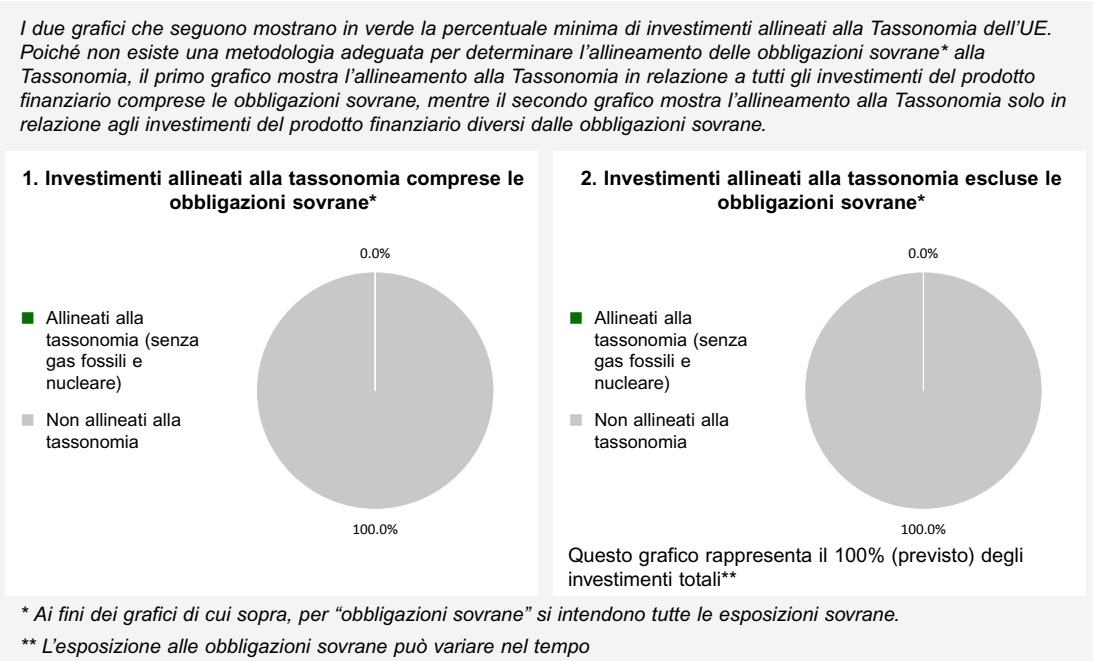 I due grafici che seguono mostrano in verde la percentuale minima di investimenti allineati alla Tassonomia dell’UE.
Poiché non esiste una metodologia adeguata per determinare l’allineamento delle obbligazioni sovrane* alla
Tassonomia, il primo grafico mostra l’allineamento alla Tassonomia in relazione a tutti gli investimenti del prodotto
finanziario comprese le obbligazioni sovrane, mentre il secondo grafico mostra l’allineamento alla Tassonomia solo in
relazione agli investimenti del prodotto finanziario diversi dalle obbligazioni sovrane.
1. Investimenti allineati alla tassonomia comprese le
obbligazioni sovrane*
0.0%
Allineati alla
tassonomia (senza
gas fossili e
nucleare)
Non allineati alla
tassonomia
100.0%
2. Investimenti allineati alla tassonomia escluse le
obbligazioni sovrane*
0.0%
Allineati alla
tassonomia (senza
gas fossili e
nucleare)
Non allineati alla
tassonomia
100.0%
Questo grafico rappresenta il 100% (previsto) degli
investimenti totali**
* Ai fini dei grafici di cui sopra, per “obbligazioni sovrane” si intendono tutte le esposizioni sovrane.
** L’esposizione alle obbligazioni sovrane può variare nel tempo